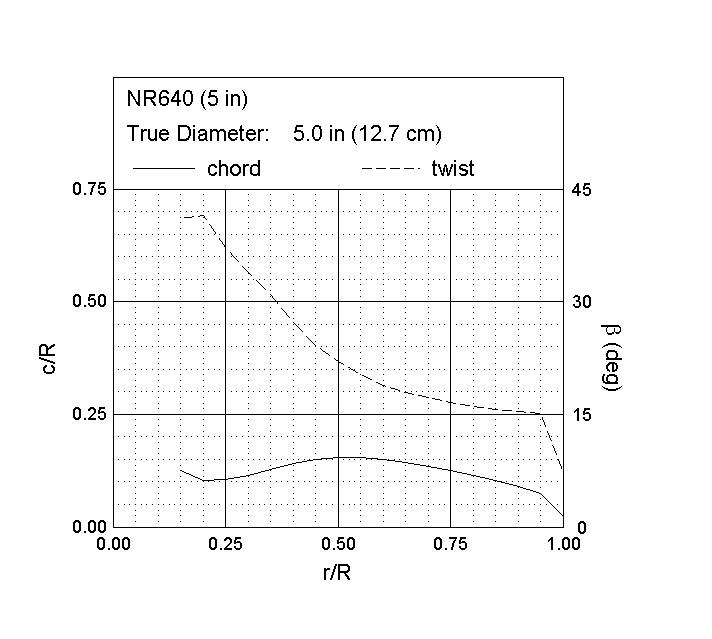 NR640 (5 in)
True Diameter: 5.0 in (12.7 cm)
chord twist
0.75 45
0.50 30
c/R β (deg)
0.25 15
0.00 0
0.00 0.25 0.50 0.75 1.00
r/R